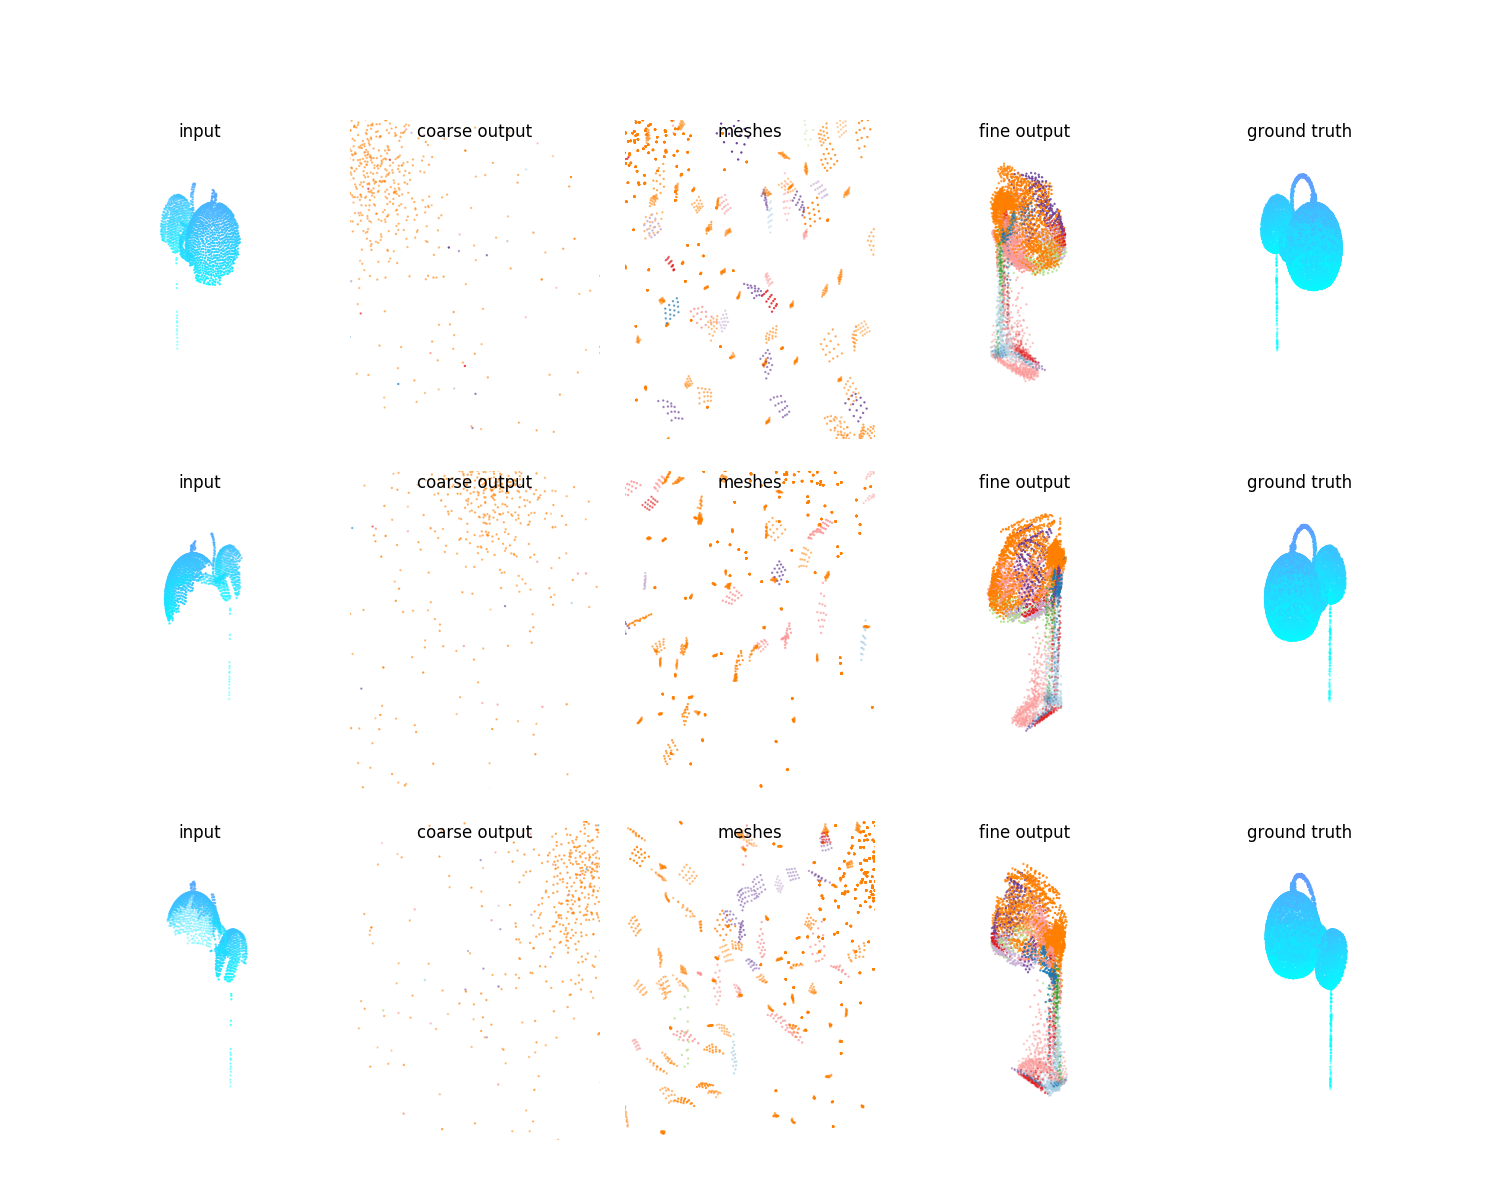 input
coarse output
meshes
fine output
ground truth
input
coarse output
meshes
fine output
ground truth
input
coarse output
meshes
fine output
ground truth